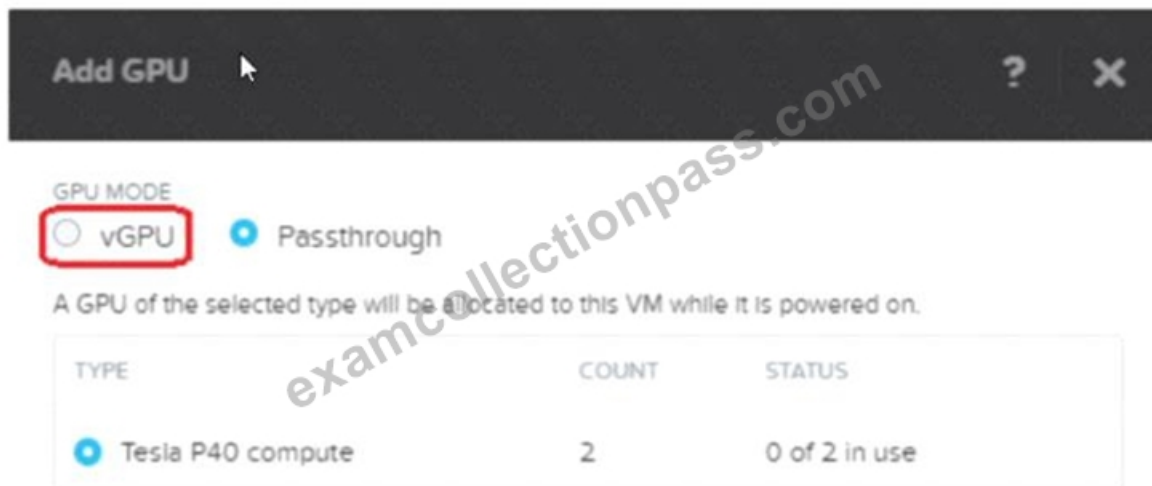 Add GPU ?
GPU MODE
vGPU Passthrough
A GPU of the selected type will be allocated to this VM while it is powered on.
TYPE COUNT STATUS
Tesla P40 compute 2 0 of 2 in use
examcollectionpass.com